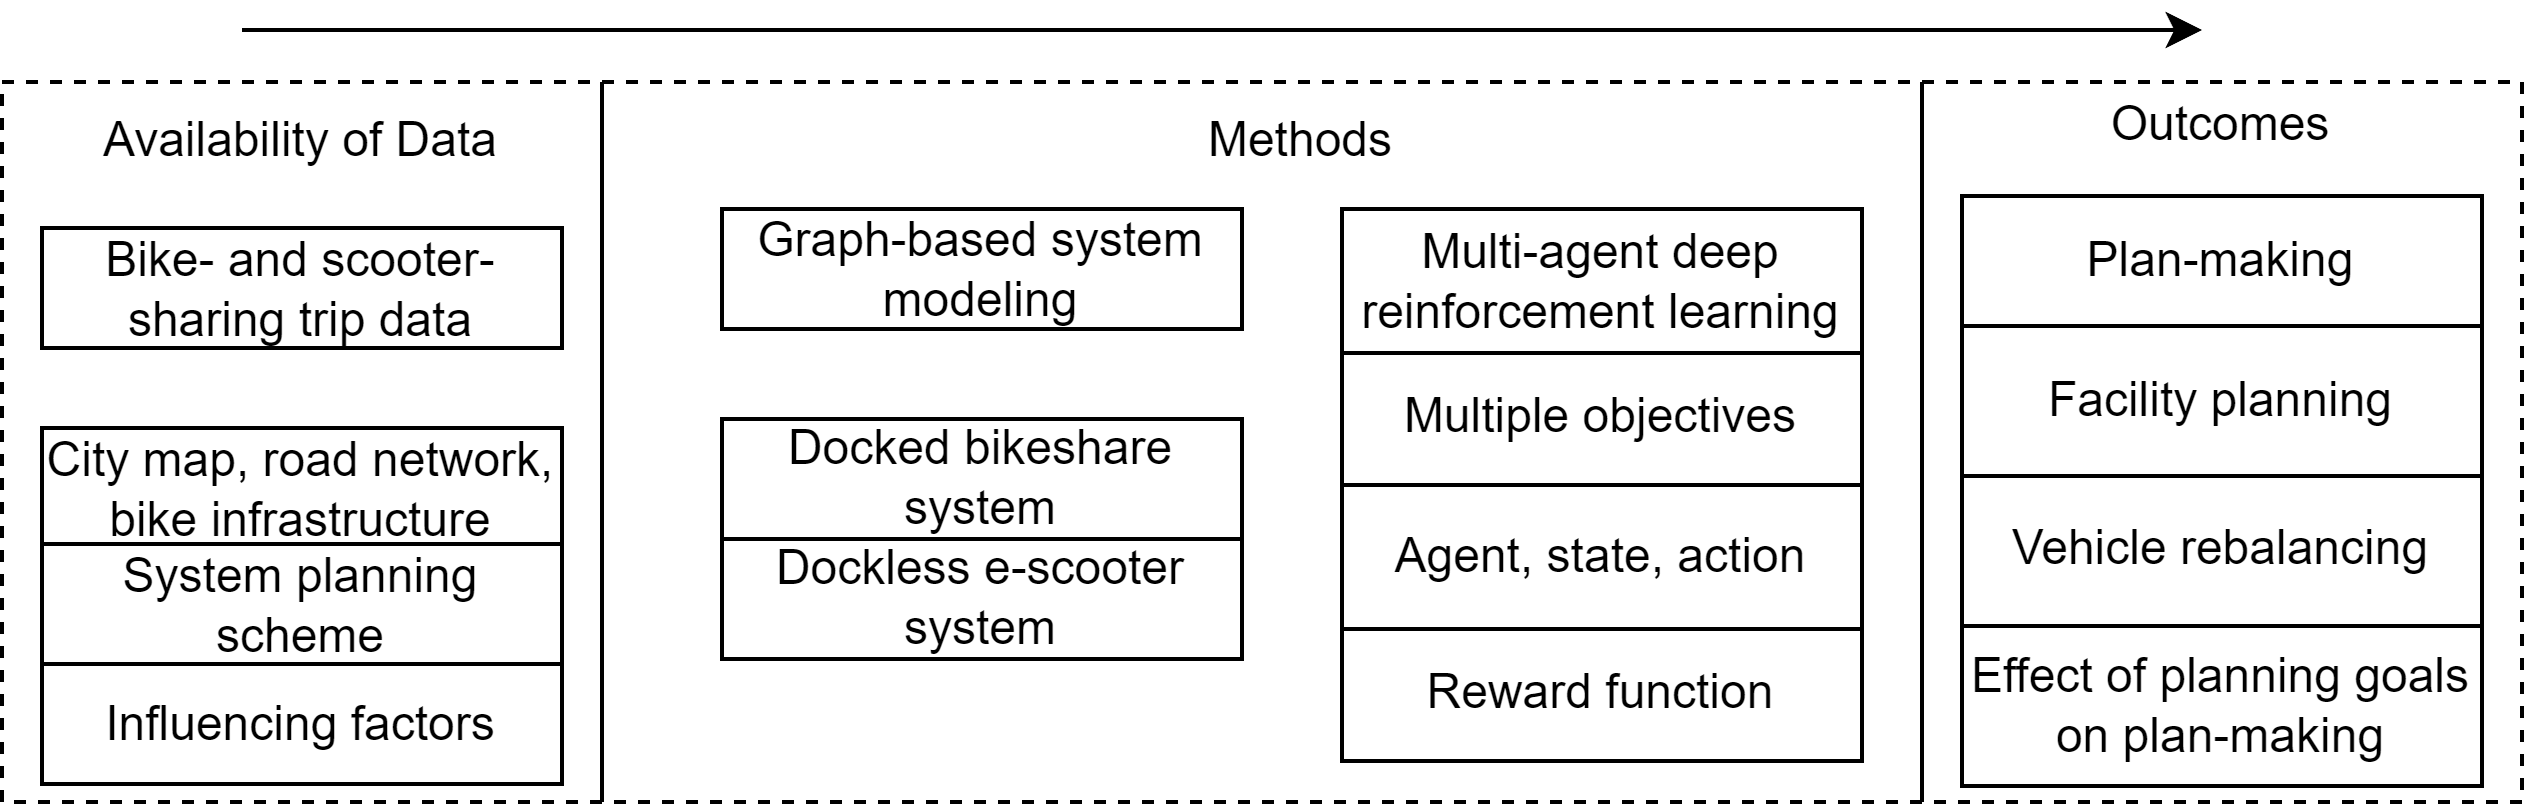 Availability of Data
Bike- and scooter-
sharing trip data
City map, road network,
bike infrastructure
System planning
scheme
Influencing factors
Methods
Graph-based system
modeling
Docked bikeshare
system
Dockless e-scooter
system
Multi-agent deep
reinforcement learning
Multiple objectives
Agent, state, action
Reward function
Outcomes
Plan-making
Facility planning
Vehicle rebalancing
Effect of planning goals
on plan-making